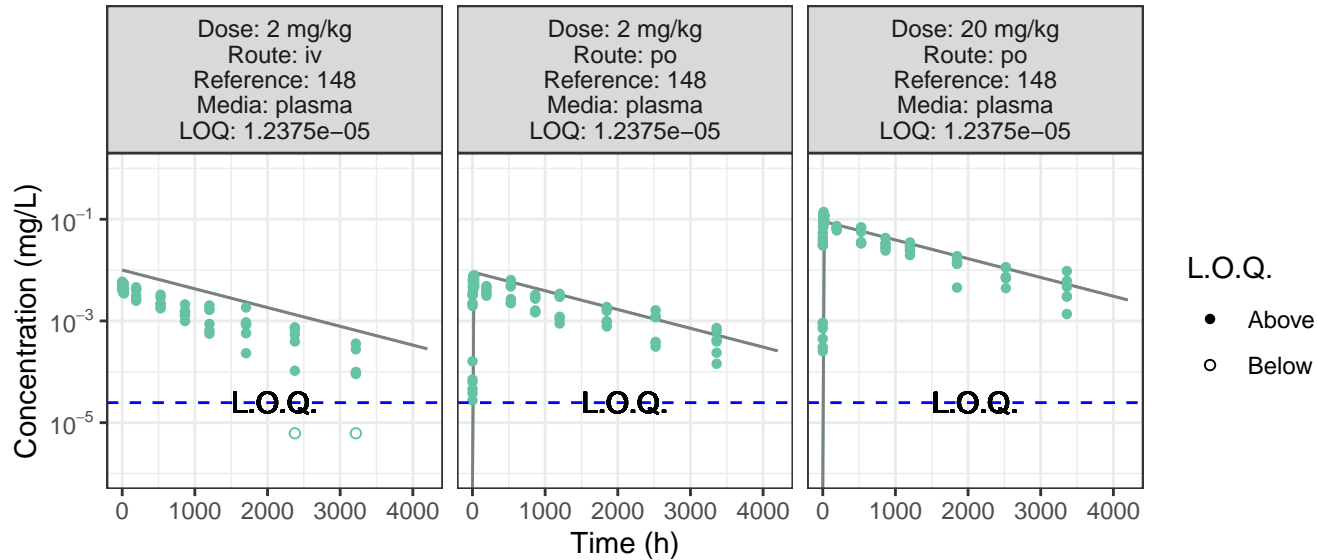 Dose: 2 mg/kg
Route: iv
Reference: 148
Media: plasma
LOQ: 1.2375e−05
Dose: 2 mg/kg
Route: po
Reference: 148
Media: plasma
LOQ: 1.2375e−05
Dose: 20 mg/kg
Route: po
Reference: 148
Media: plasma
LOQ: 1.2375e−05
Concentration (mg/L)
10⁻¹
10⁻³
10⁻⁵
L.O.Q.
L.O.Q.
L.O.Q.
0 1000 2000 3000 4000
0 1000 2000 3000 4000
0 1000 2000 3000 4000
Time (h)
L.O.Q.
Above
Below